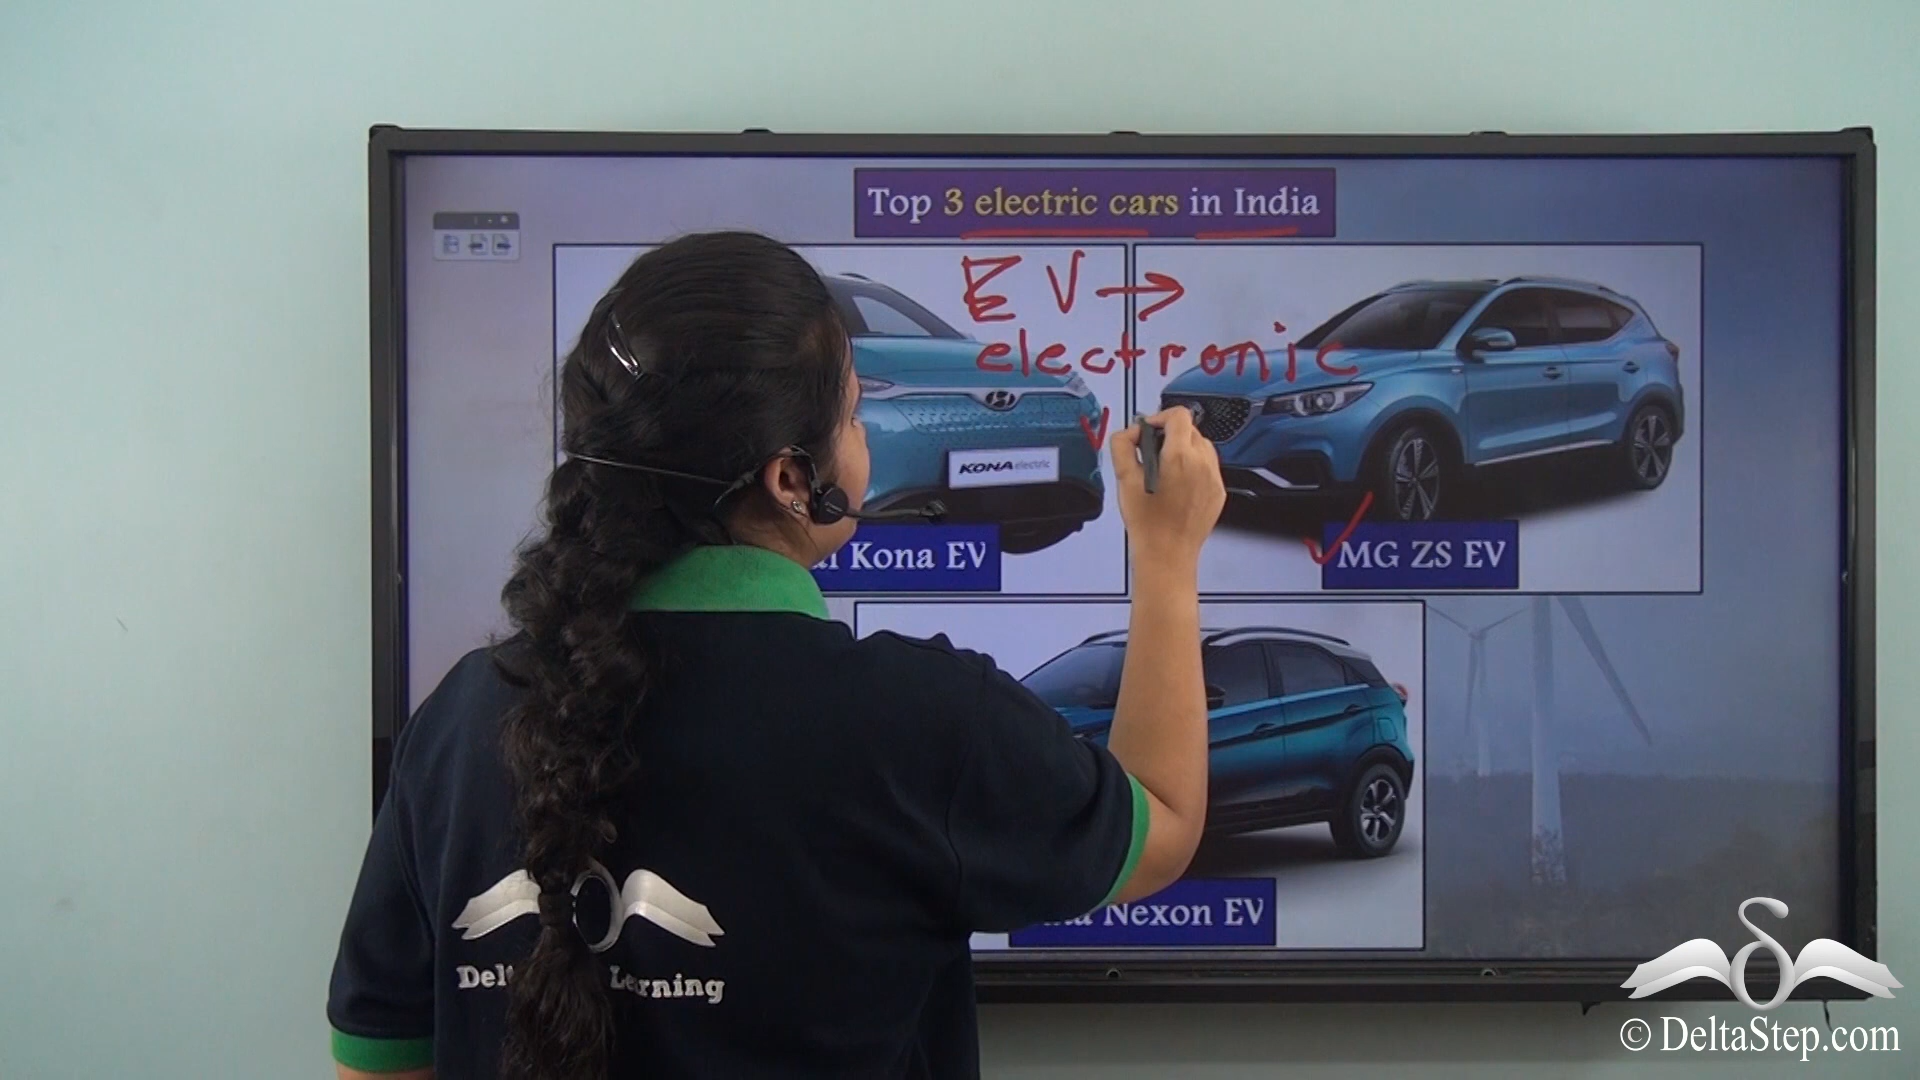 Top 3 electric cars in India
EV→
electronic
v
KONA electric
Kona EV
✓MG ZS EV
Nexon EV
Learning
© DeltaStep.com